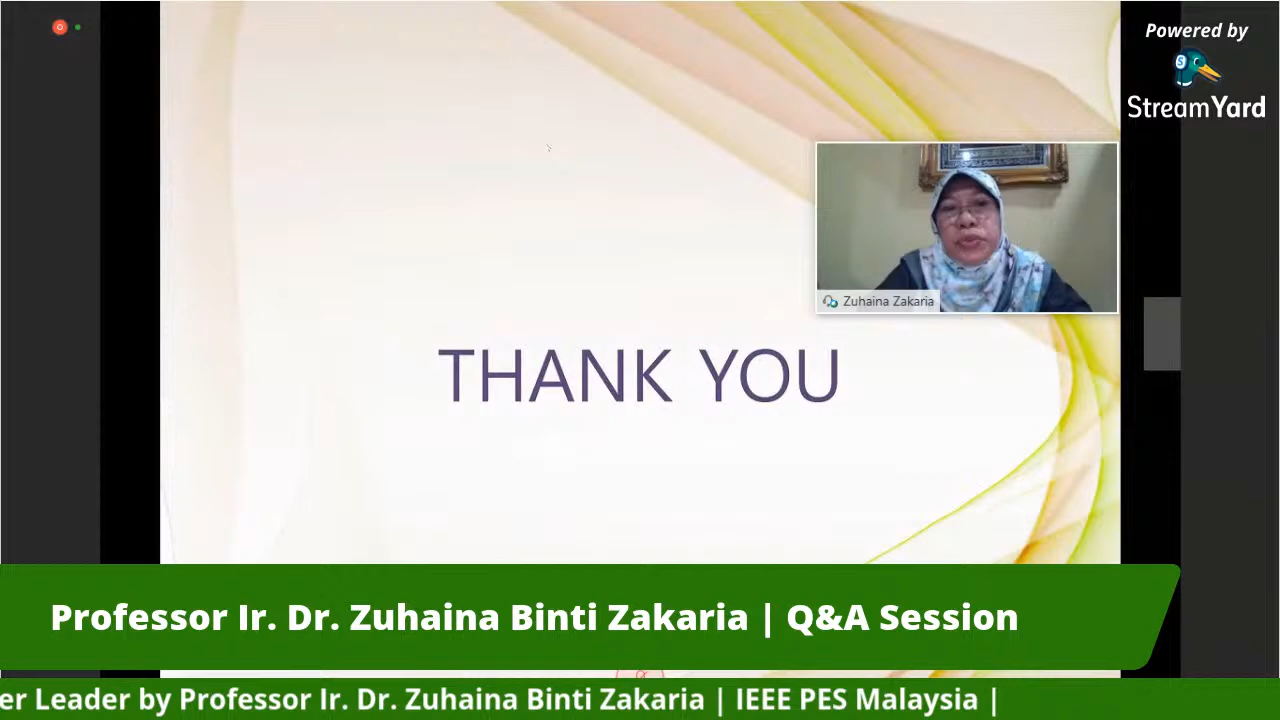 Powered by
StreamYard
Zuhaina Zakaria
THANK YOU
Professor Ir. Dr. Zuhaina Binti Zakaria | Q&A Session
er Leader by Professor Ir. Dr. Zuhaina Binti Zakaria | IEEE PES Malaysia |